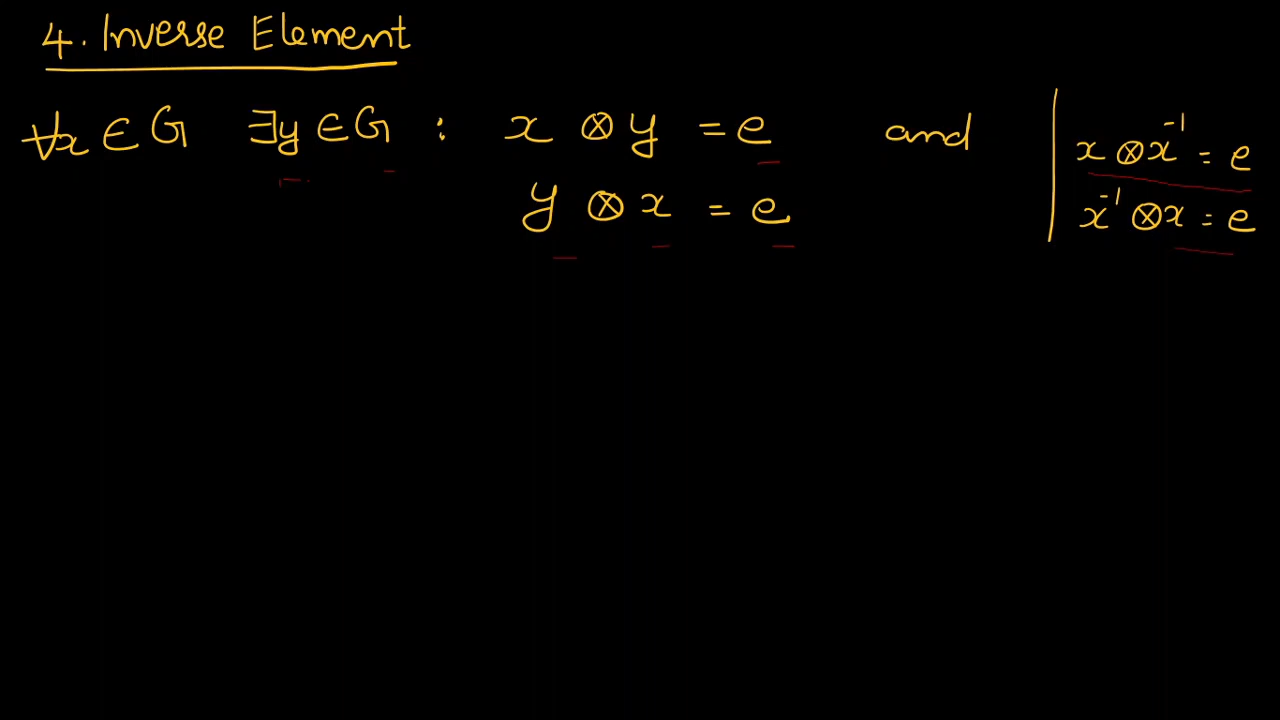 4. Inverse Element
∀x ∈ G ∃y ∈ G : x ⊗ y = e and
y ⊗ x = e
x ⊗ x⁻¹ = e
x⁻¹ ⊗ x = e